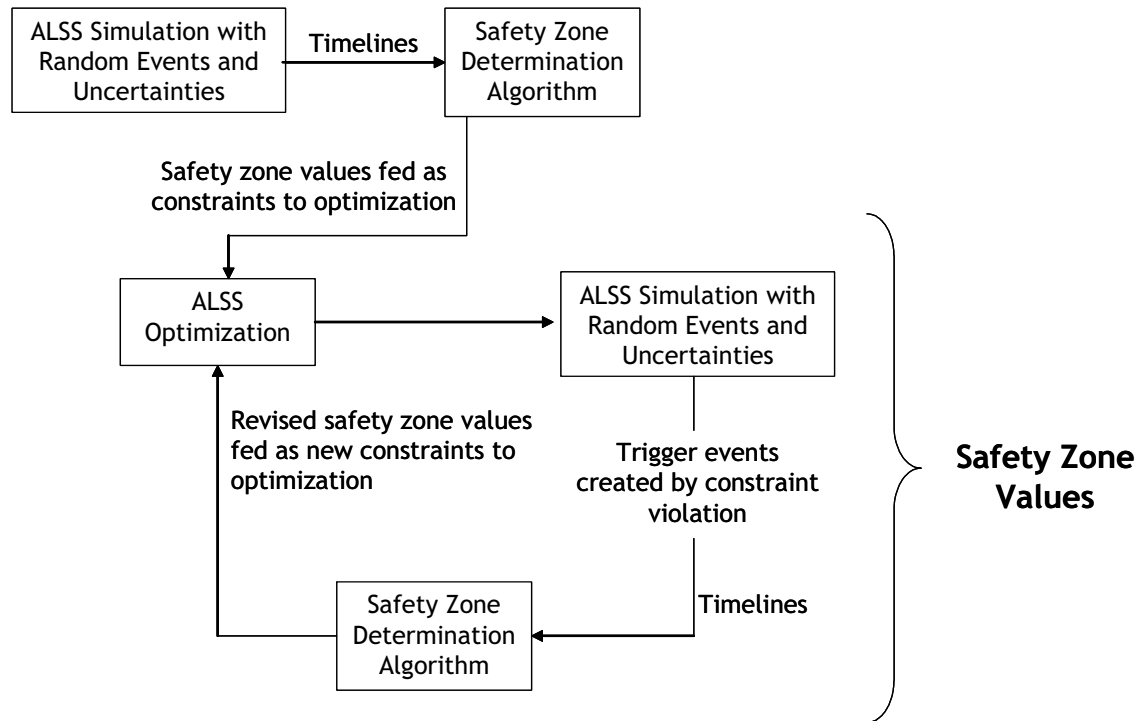 ALSS Simulation with
Random Events and
Uncertainties
Timelines
Safety Zone
Determination
Algorithm
Safety zone values fed as
constraints to optimization
ALSS
Optimization
ALSS Simulation with
Random Events and
Uncertainties
Revised safety zone values
fed as new constraints to
optimization
Trigger events
created by constraint
violation
Safety Zone
Values
Timelines
Safety Zone
Determination
Algorithm